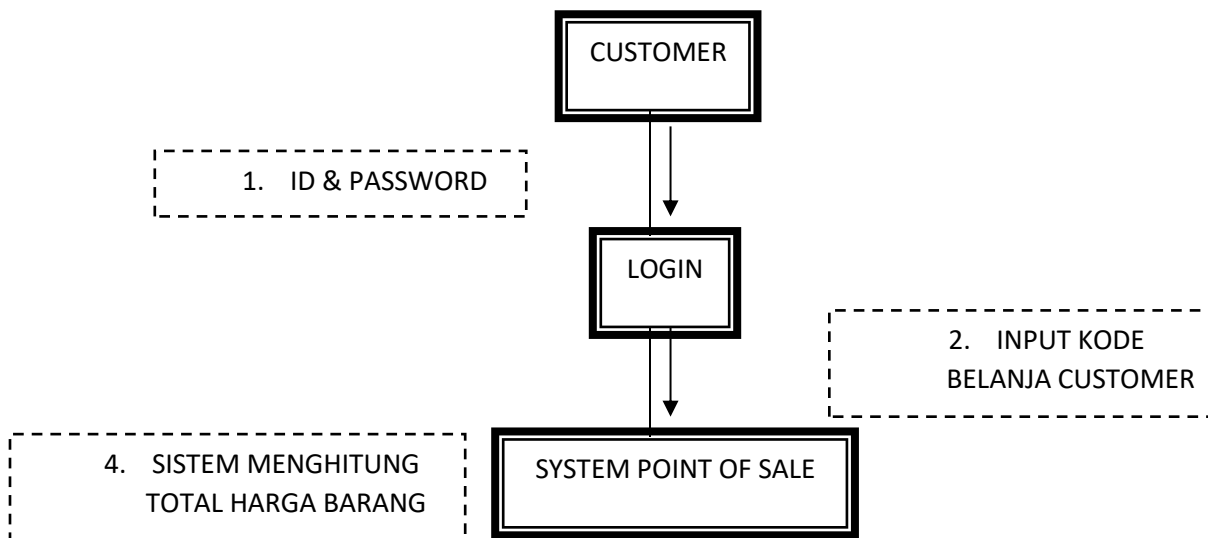 CUSTOMER
1. ID & PASSWORD
LOGIN
2. INPUT KODE
BELANJA CUSTOMER
4. SISTEM MENGHITUNG
TOTAL HARGA BARANG
SYSTEM POINT OF SALE